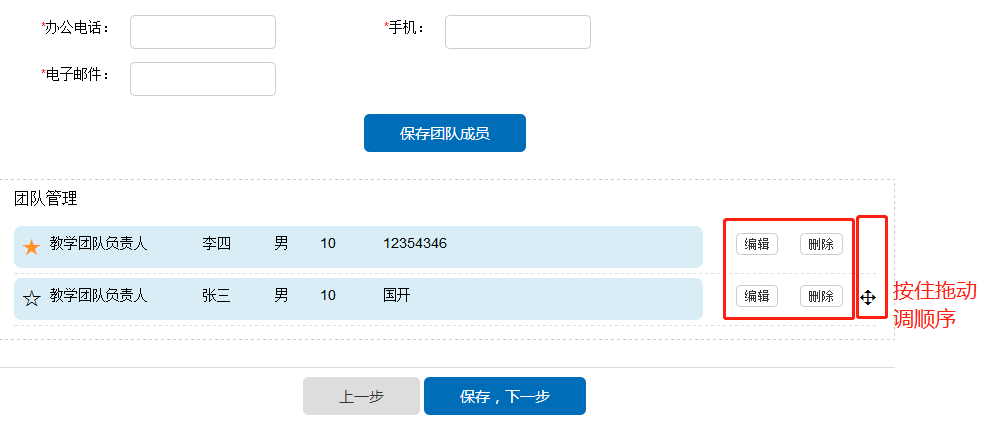 *办公电话： *手机：
*电子邮件：
保存团队成员
团队管理
教学团队负责人 李四 男 10 12354346 编辑 删除
教学团队负责人 张三 男 10 国开 编辑 删除
按住拖动
调顺序
上一步 保存，下一步